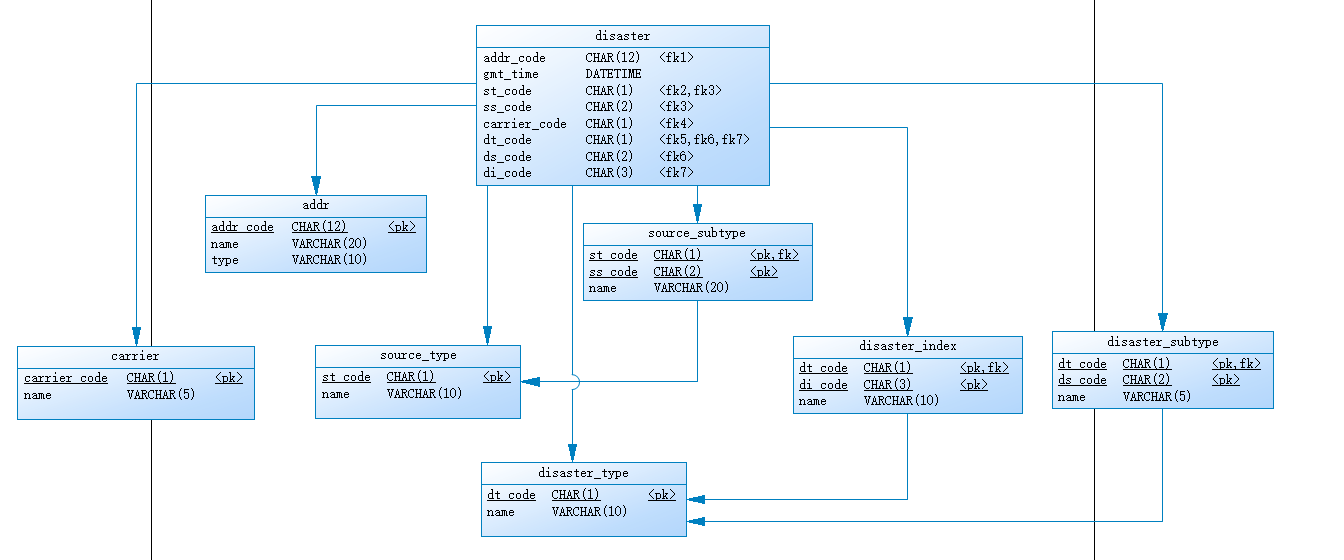 disaster
addr_code CHAR(12) <fk1>
gmt_time DATETIME
st_code CHAR(1) <fk2,fk3>
ss_code CHAR(2) <fk3>
carrier_code CHAR(1) <fk4>
dt_code CHAR(1) <fk5,fk6,fk7>
ds_code CHAR(2) <fk6>
di_code CHAR(3) <fk7>
addr
addr_code CHAR(12) <pk>
name VARCHAR(20)
type VARCHAR(10)
source_subtype
st_code CHAR(1) <pk,fk>
ss_code CHAR(2) <pk>
name VARCHAR(20)
carrier
carrier_code CHAR(1) <pk>
name VARCHAR(5)
source_type
st_code CHAR(1) <pk>
name VARCHAR(10)
disaster_index
dt_code CHAR(1) <pk,fk>
di_code CHAR(3) <pk>
name VARCHAR(10)
disaster_subtype
dt_code CHAR(1) <pk,fk>
ds_code CHAR(2) <pk>
name VARCHAR(5)
disaster_type
dt_code CHAR(1) <pk>
name VARCHAR(10)